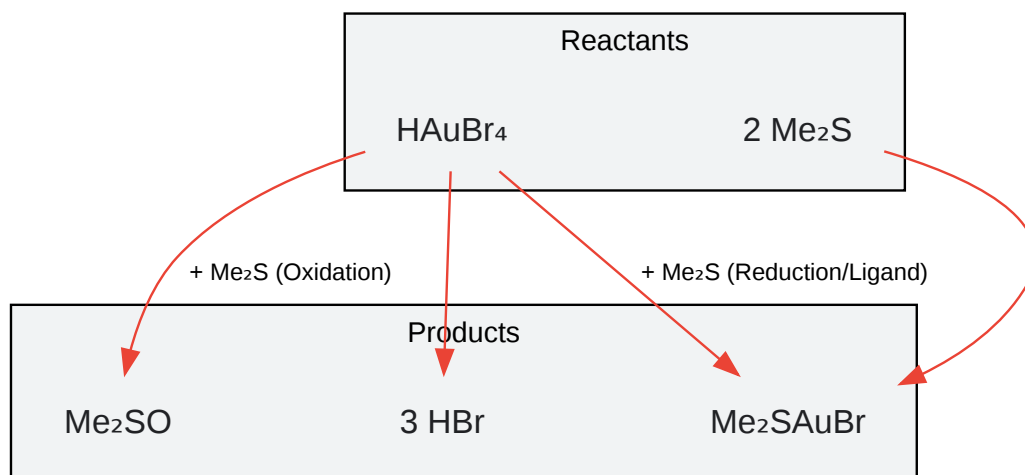 Reactants
HAuBr₄
2 Me₂S
+ Me₂S (Oxidation)
+ Me₂S (Reduction/Ligand)
Products
Me₂SO
3 HBr
Me₂SAuBr